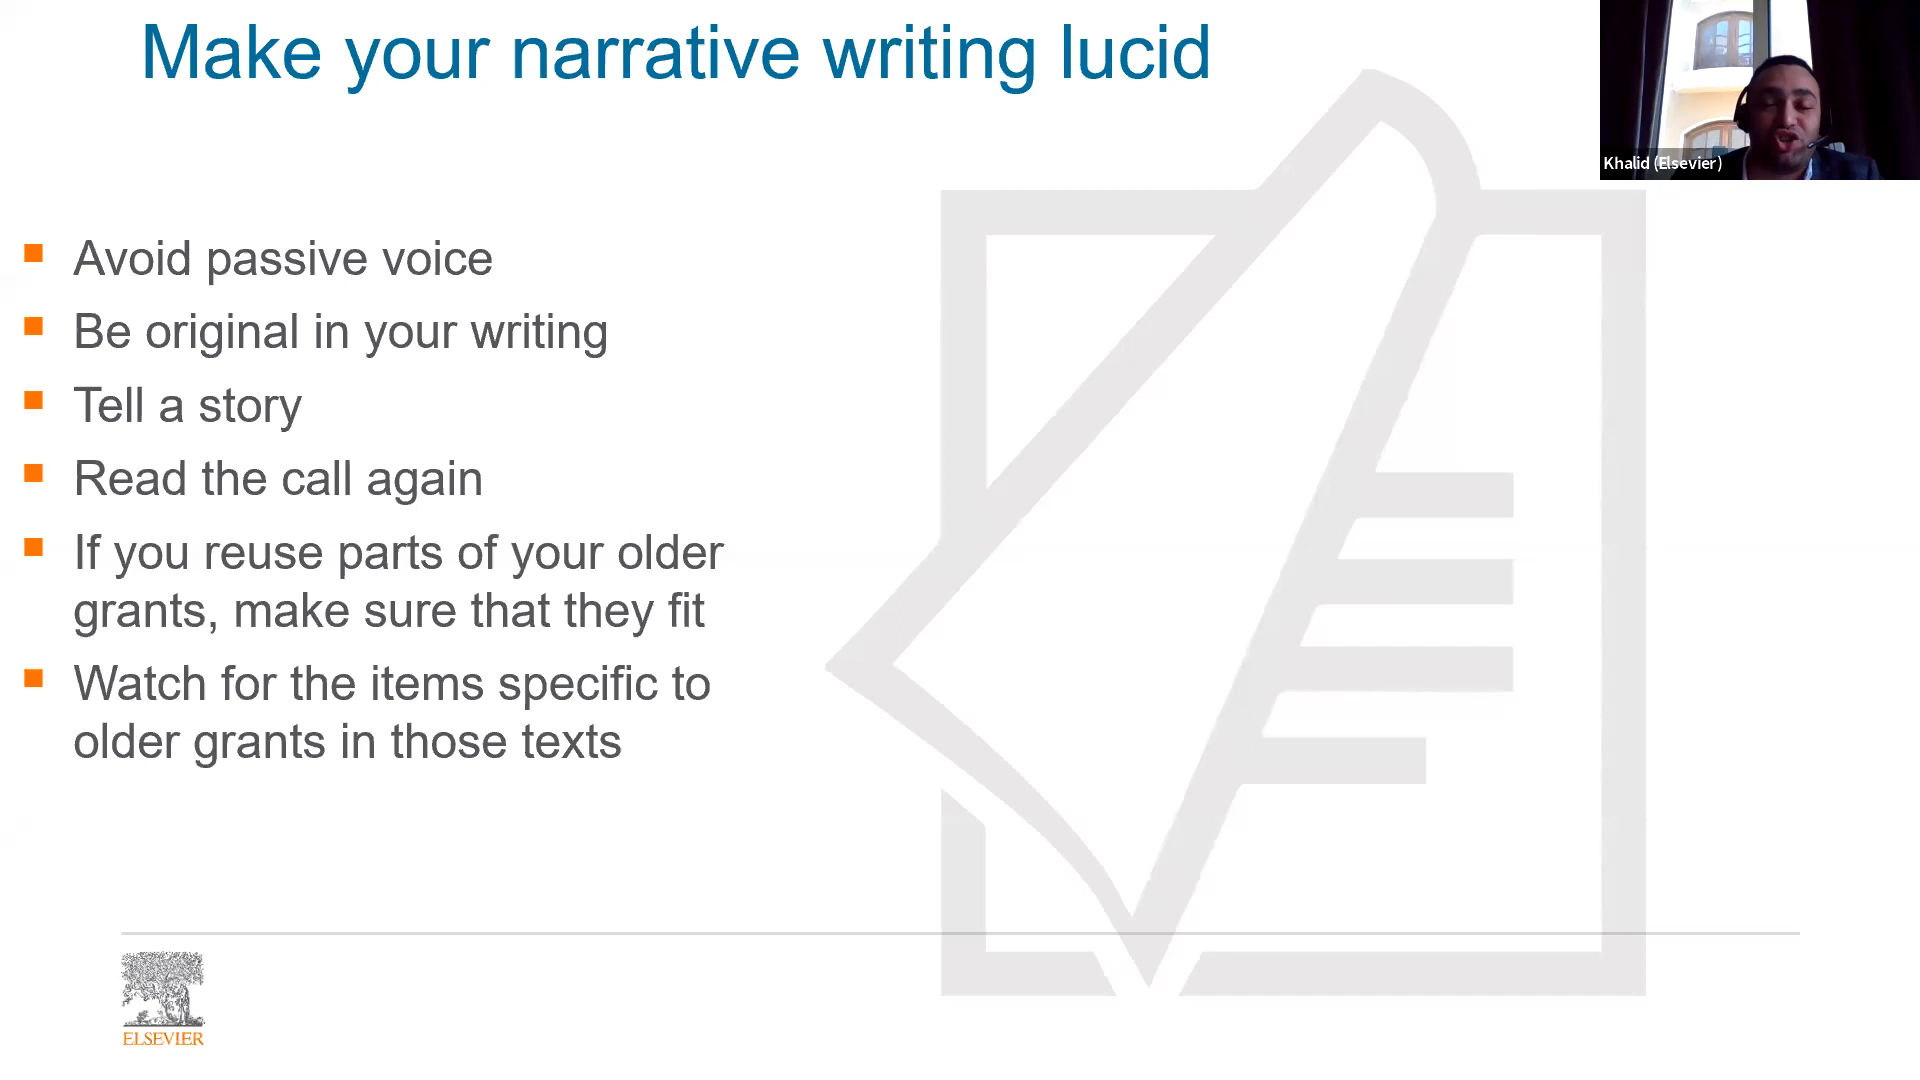 Make your narrative writing lucid
Khalid (Elsevier)
Avoid passive voice
Be original in your writing
Tell a story
Read the call again
If you reuse parts of your older
grants, make sure that they fit
Watch for the items specific to
older grants in those texts
ELSEVIER